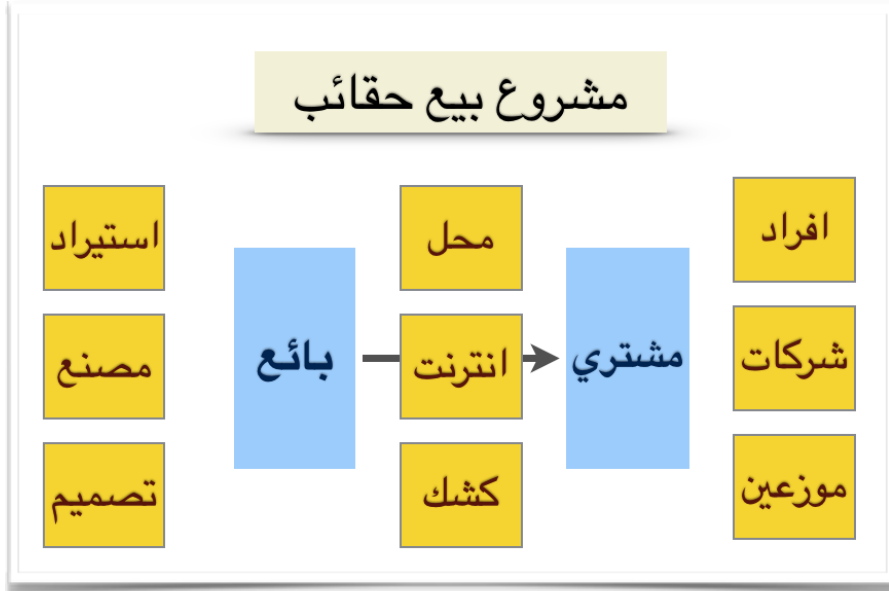 مشروع بيع حقائب
افراد
محل
استيراد
مشتري
شركات
انترنت
بائع
مصنع
موزعين
كشك
تصميم